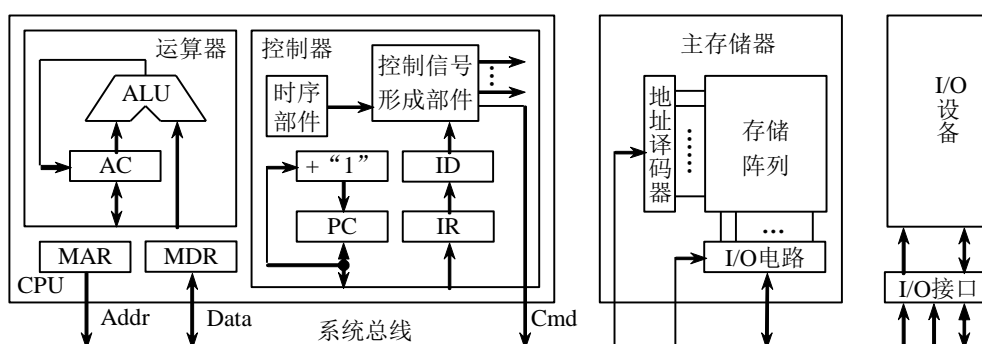 运算器
ALU
AC
MAR
MDR
CPU
控制器
时序
部件
控制信号
形成部件
+ “1”
ID
PC
IR
Addr
Data
系统总线
Cmd
主存储器
地址译码器
存储
阵列
I/O电路
I/O
设备
I/O接口